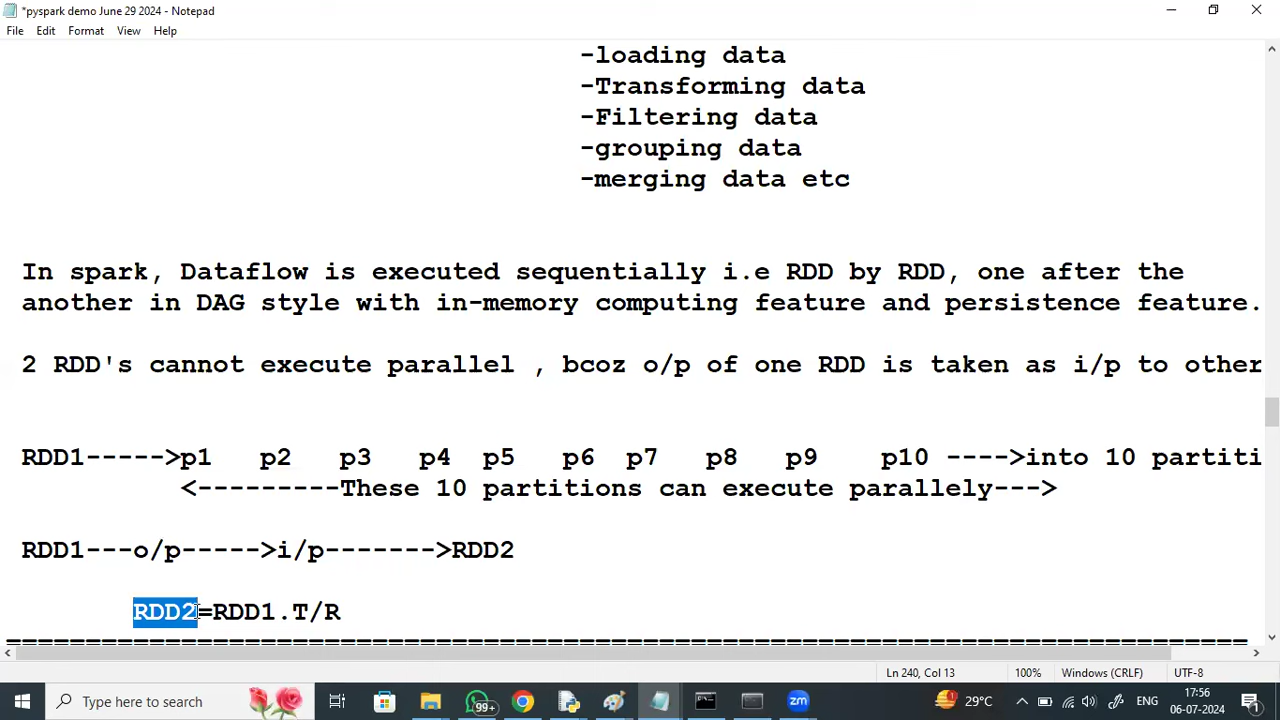 *pyspark demo June 29 2024 - Notepad
File Edit Format View Help
-loading data
-Transforming data
-Filtering data
-grouping data
-merging data etc
In spark, Dataflow is executed sequentially i.e RDD by RDD, one after the
another in DAG style with in-memory computing feature and persistence feature.
2 RDD's cannot execute parallel , bcoz o/p of one RDD is taken as i/p to other
RDD1----->p1 p2 p3 p4 p5 p6 p7 p8 p9 p10 ---->into 10 partiti
<---------These 10 partitions can execute parallely--->
RDD1---o/p----->i/p------->RDD2
RDD2=RDD1.T/R
==============================================================================
Ln 240, Col 13 100% Windows (CRLF) UTF-8
Type here to search 99+ 29°C ENG 17:56
06-07-2024 1